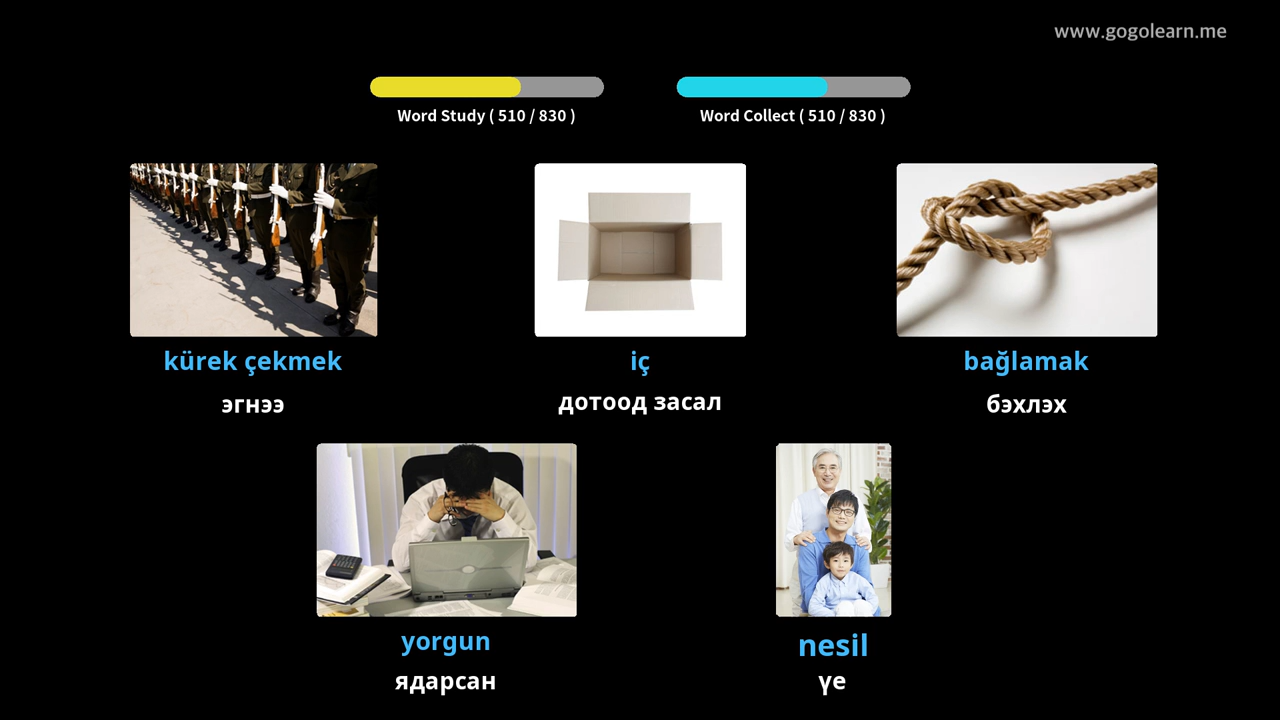 www.gogolearn.me
Word Study ( 510 / 830 )
Word Collect ( 510 / 830 )
kürek çekmek
эгнээ
iç
дотоод засал
bağlamak
бэхлэх
yorgun
ядарсан
nesil
үе